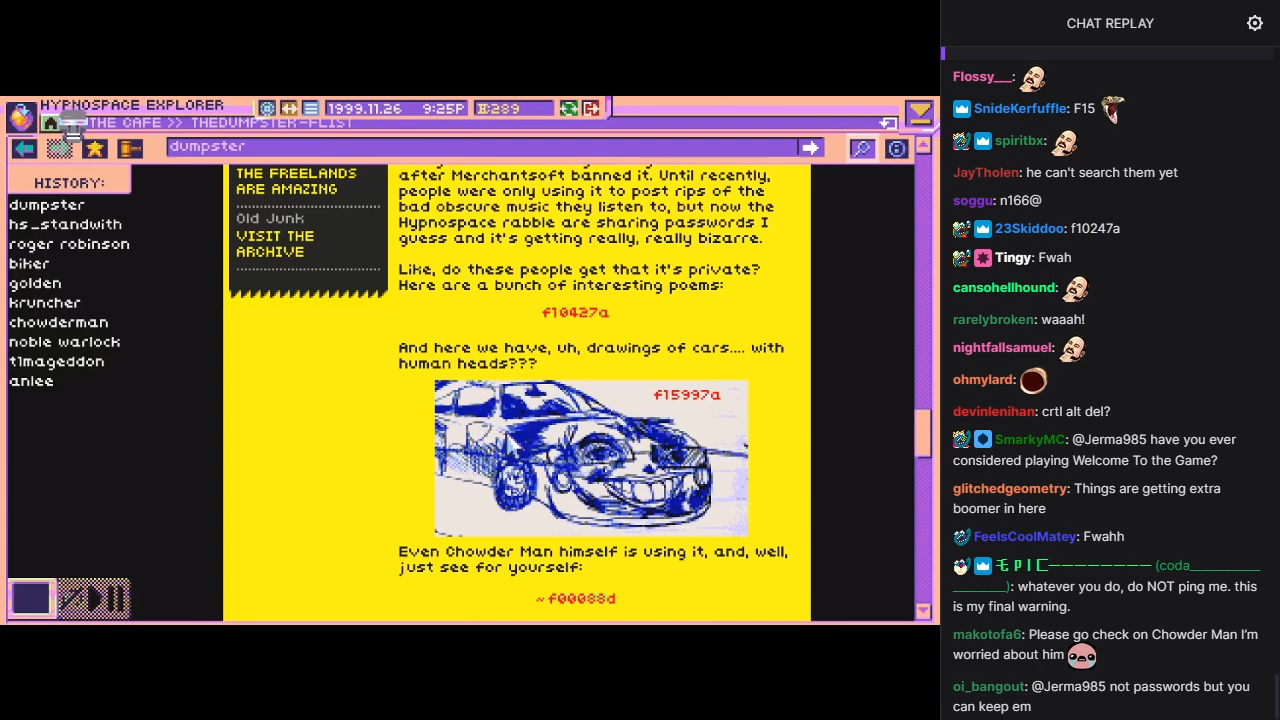 HYPNOSPACE EXPLORER
1999.11.26 9:25P
289
THE CAFE >> THEDUMPSTER-FLIST
dumpster
HISTORY:
dumpster
hs_standwith
roger robinson
biker
golden
kruncher
chowderman
noble warlock
t1mageddon
anlee
THE FREELANDS
ARE AMAZING
Old Junk
VISIT THE
ARCHIVE
after Merchantsoft banned it. Until recently,
people were only using it to post rips of the
bad obscure music they listen to, but now the
Hypnospace rabble are sharing passwords I
guess and it's getting really, really bizarre.
Like, do these people get that it's private?
Here are a bunch of interesting poems:
f10427a
And here we have, uh, drawings of cars.... with
human heads???
f15997a
Even Chowder Man himself is using it, and, well,
just see for yourself:
~f00088d
CHAT REPLAY
Flossy__:
SnideKerfuffle: F15
spiritbx:
JayTholen: he can't search them yet
soggu: n166@
23Skiddoo: f10247a
Tingy: Fwah
cansohellhound:
rarelybroken: waaah!
nightfallsamuel:
ohmylard:
devinlenihan: crtl alt del?
SmarkyMC: @Jerma985 have you ever
considered playing Welcome To the Game?
glitchedgeometry: Things are getting extra
boomer in here
FeelsCoolMatey: Fwahh
(coda__________
______): whatever you do, do NOT ping me. this
is my final warning.
makotofa6: Please go check on Chowder Man I'm
worried about him
oi_bangout: @Jerma985 not passwords but you
can keep em